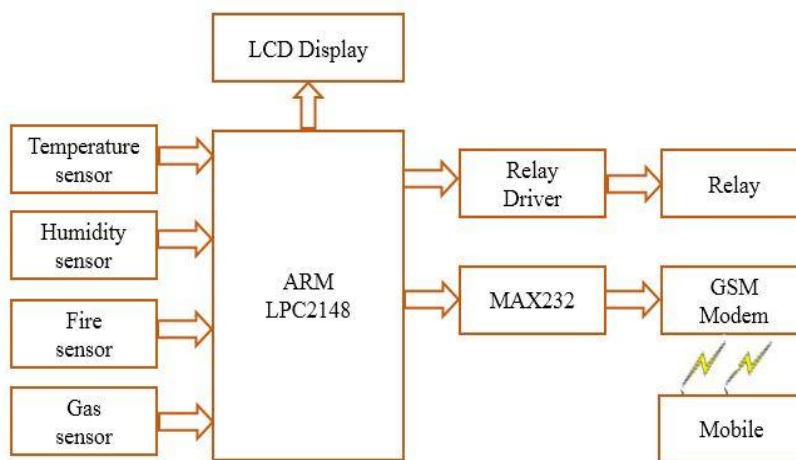 LCD Display
Temperature
sensor
Humidity
sensor
Fire
sensor
Gas
sensor
ARM
LPC2148
Relay
Driver
Relay
MAX232
GSM
Modem
Mobile